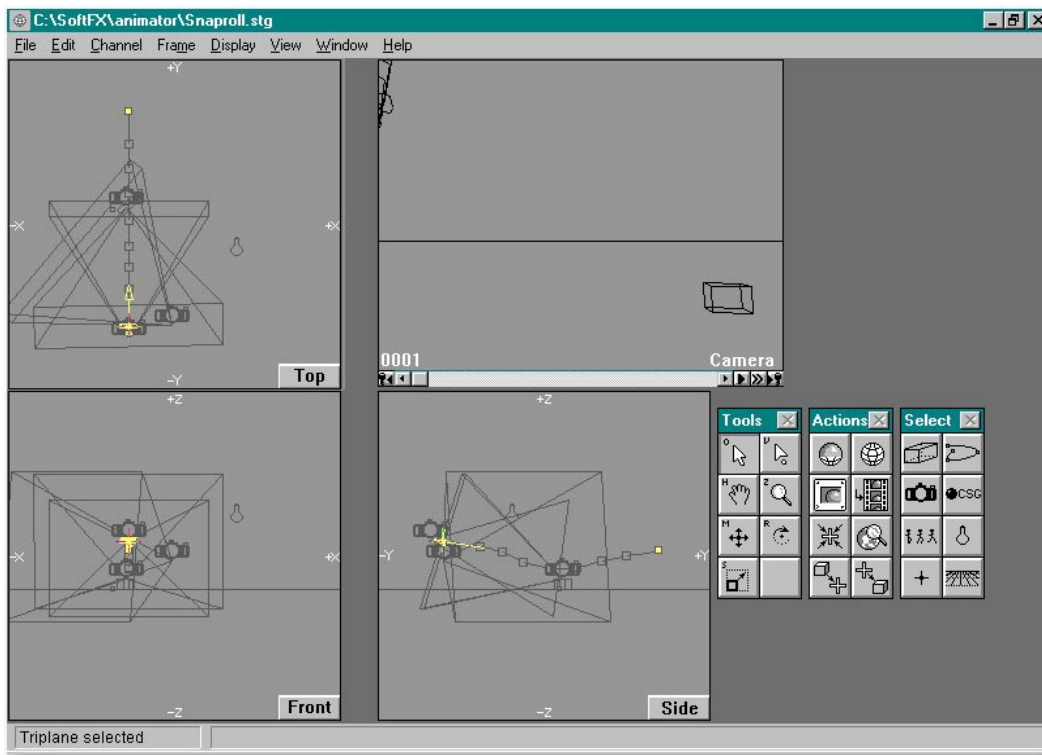 C:\SoftFX\animator\Snaproll.stg
File Edit Channel Frame Display View Window Help
+Y
-X +X
-Y
Top
0001 Camera
+Z
-X +X
-Z
Front
+Z
-Y +Y
-Z
Side
Tools Actions Select
O V
H Z
M R
S
CSG
Triplane selected